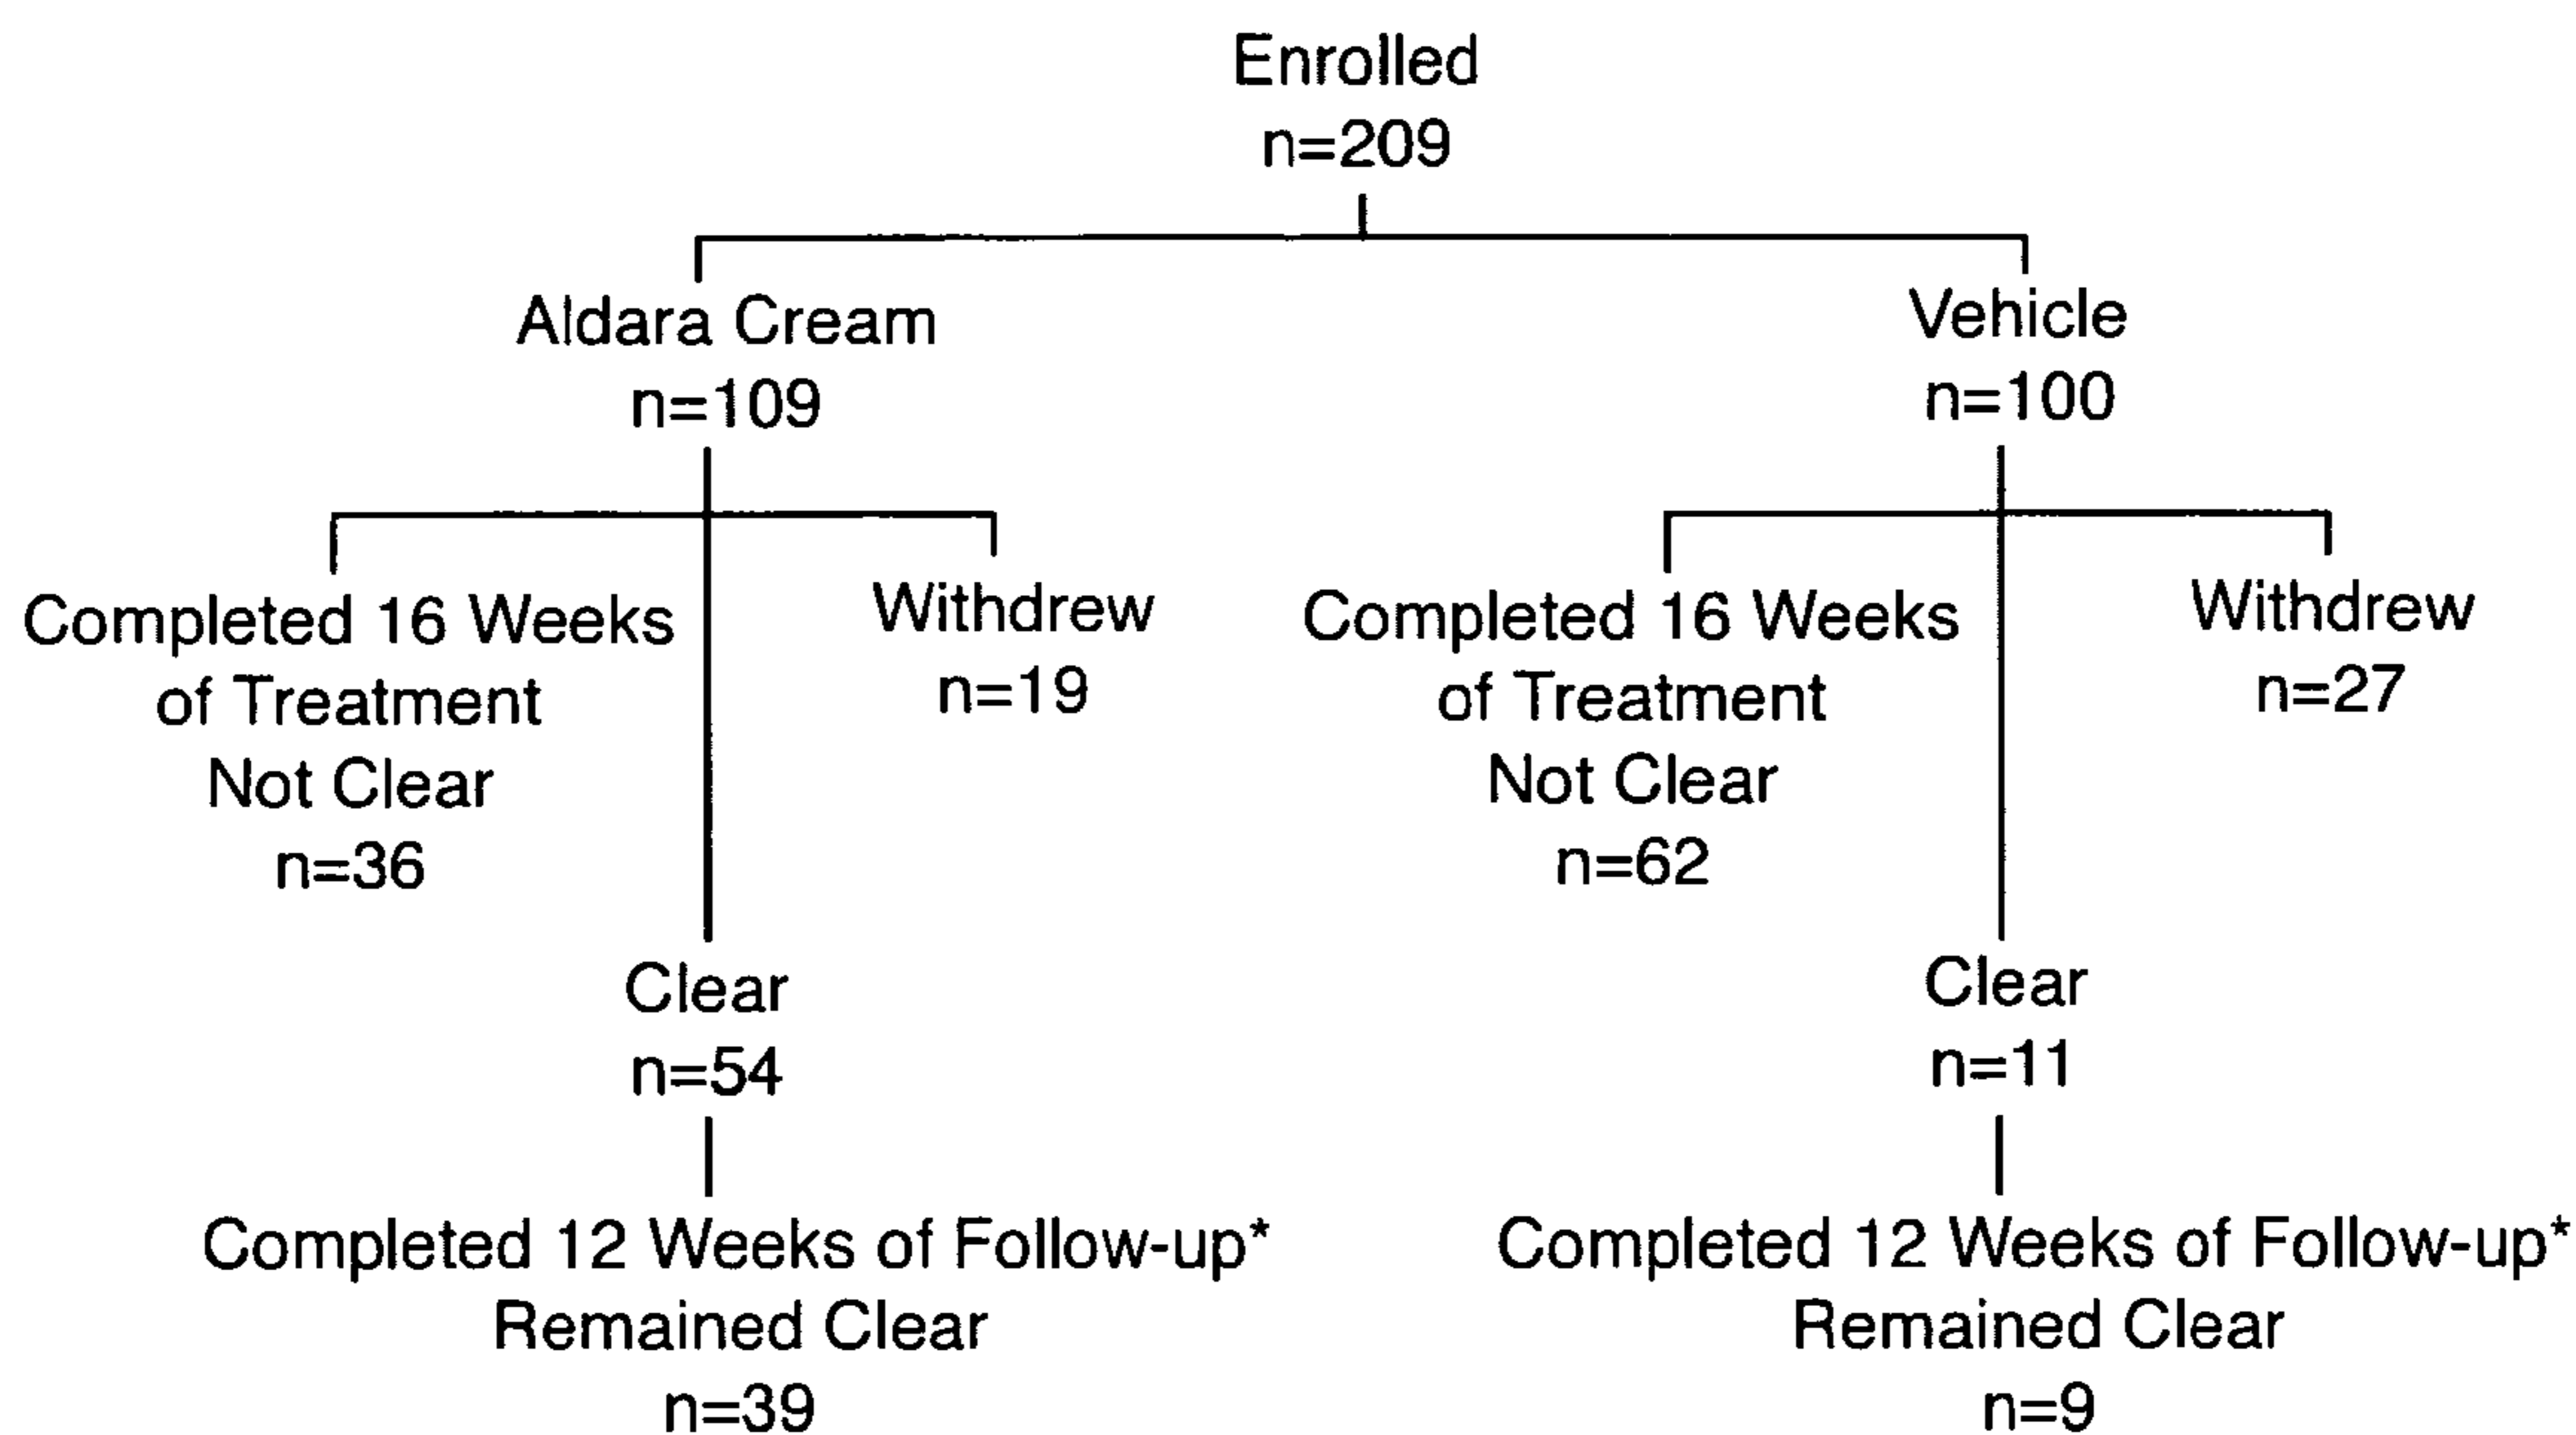 Enrolled
n=209
Aldara Cream
n=109
Vehicle
n=100
Completed 16 Weeks
of Treatment
Not Clear
n=36
Withdrew
n=19
Completed 16 Weeks
of Treatment
Not Clear
n=62
Withdrew
n=27
Clear
n=54
Clear
n=11
Completed 12 Weeks of Follow-up*
Remained Clear
n=39
Completed 12 Weeks of Follow-up*
Remained Clear
n=9